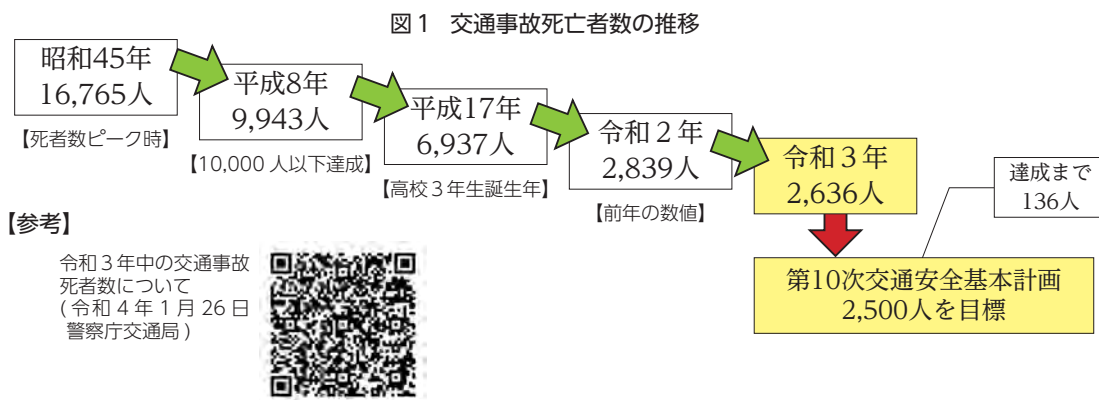 図1 交通事故死亡者数の推移
昭和45年
16,765人
【死者数ピーク時】
平成8年
9,943人
【10,000人以下達成】
平成17年
6,937人
【高校3年生誕生年】
令和2年
2,839人
【前年の数値】
令和3年
2,636人
達成まで
136人
第10次交通安全基本計画
2,500人を目標
【参考】
令和3年中の交通事故
死者数について
(令和4年1月26日
警察庁交通局)